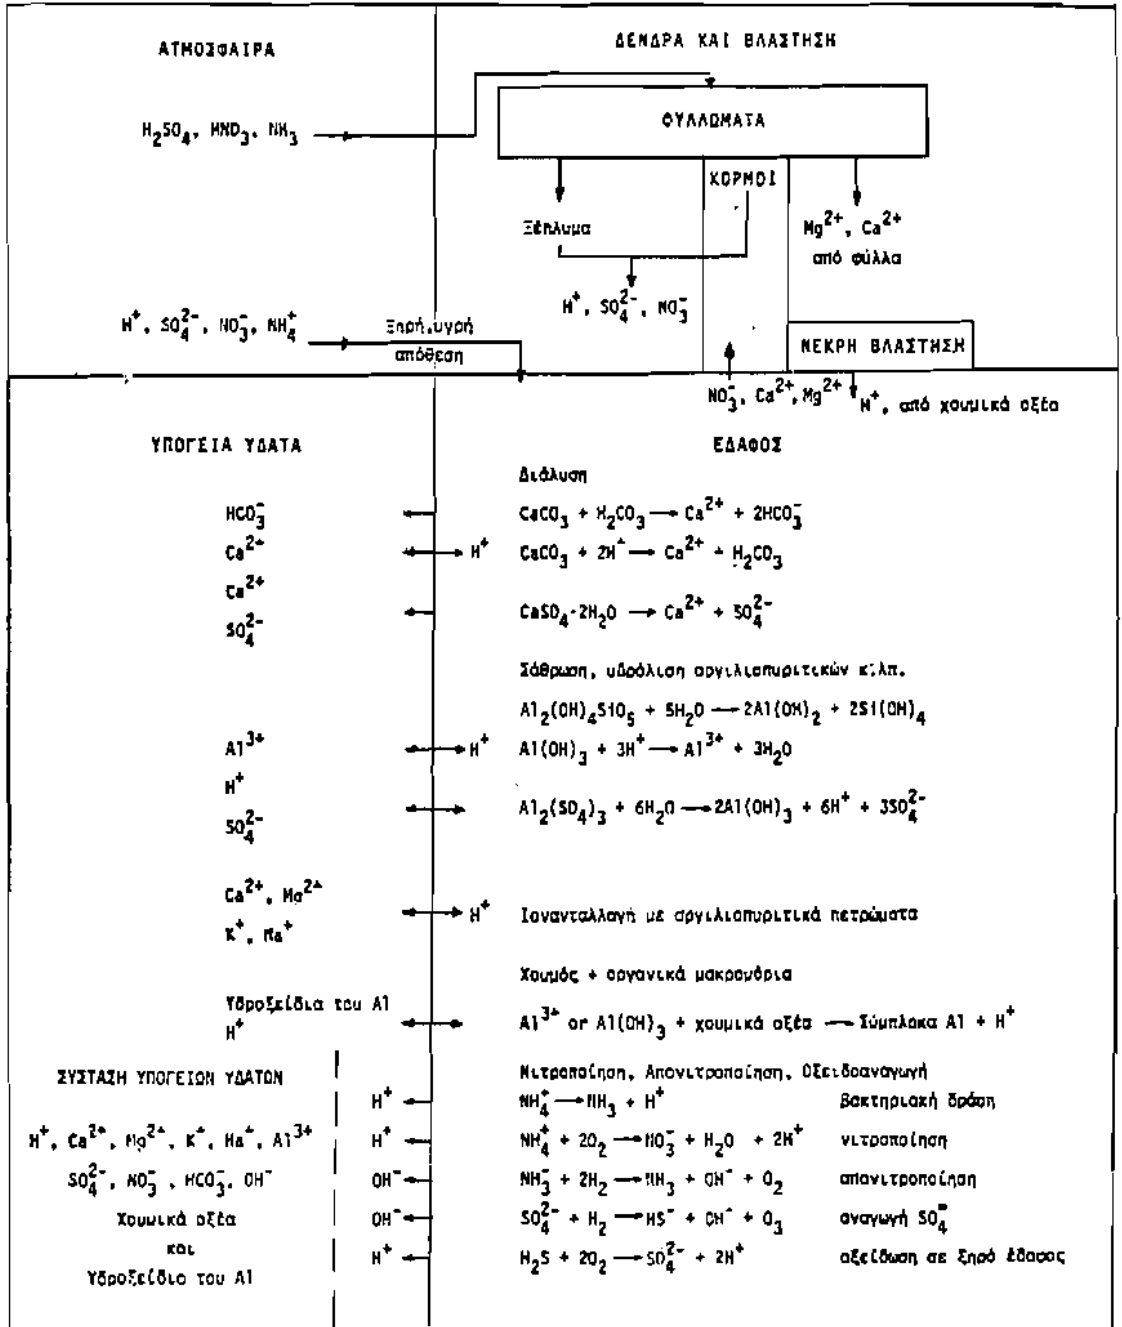 ΑΤΜΟΣΦΑΙΡΑ
ΔΕΝΔΡΑ ΚΑΙ ΒΛΑΣΤΗΣΗ
H₂SO₄, HNO₃, NH₃
ΦΥΛΛΩΜΑΤΑ
ΚΟΡΜΟΙ
Ξέπλυμα
Mg²⁺, Ca²⁺
από φύλλα
H⁺, SO₄²⁻, NO₃⁻
H⁺, SO₄²⁻, NO₃⁻, NH₄⁺
Ξηρή, υγρή
απόθεση
ΝΕΚΡΗ ΒΛΑΣΤΗΣΗ
NO₃⁻, Ca²⁺, Mg²⁺
H⁺, από χουμικά οξέα
ΥΠΟΓΕΙΑ ΥΔΑΤΑ
ΕΔΑΦΟΣ
Διάλυση
HCO₃⁻
CaCO₃ + H₂CO₃ → Ca²⁺ + 2HCO₃⁻
Ca²⁺ H⁺ CaCO₃ + 2H⁺ → Ca²⁺ + H₂CO₃
Ca²⁺
CaSO₄·2H₂O → Ca²⁺ + SO₄²⁻
SO₄²⁻
Σάθρωση, υδρόλιση αργιλιοπυριτικών κ.λπ.
Al₂(OH)₄SiO₅ + 5H₂O → 2Al(OH)₂ + 2Si(OH)₄
Al³⁺ H⁺ Al(OH)₃ + 3H⁺ → Al³⁺ + 3H₂O
H⁺
Al₂(SO₄)₃ + 6H₂O → 2Al(OH)₃ + 6H⁺ + 3SO₄²⁻
SO₄²⁻
Ca²⁺, Mg²⁺
H⁺ Ιονανταλλαγή με αργιλιοπυριτικά πετρώματα
K⁺, Na⁺
Χουμός + οργανικά μακρομόρια
Υδροξείδια του Al
H⁺
Al³⁺ or Al(OH)₃ + χουμικά οξέα → Σύμπλοκα Al + H⁺
ΣΥΣΤΑΣΗ ΥΠΟΓΕΙΩΝ ΥΔΑΤΩΝ
Νιτροποίηση, Απονιτροποίηση, Οξειδοαναγωγή
H⁺ NH₄⁺ → NH₃ + H⁺ βακτηριακή δράση
H⁺, Ca²⁺, Mg²⁺, K⁺, Na⁺, Al³⁺
H⁺ NH₄⁺ + 2O₂ → NO₃⁻ + H₂O + 2H⁺ νιτροποίηση
SO₄²⁻, NO₃⁻, HCO₃⁻, OH⁻
OH⁻ NH₃⁻ + 2H₂ → NH₃ + OH⁻ + O₂ απονιτροποίηση
Χουμικά οξέα
OH⁻ SO₄²⁻ + H₂ → HS⁻ + OH⁻ + O₃ αναγωγή SO₄⁼
και
H⁺ H₂S + 2O₂ → SO₄²⁻ + 2H⁺ οξείδωση σε ξηρό έδαφος
Υδροξείδιο του Al